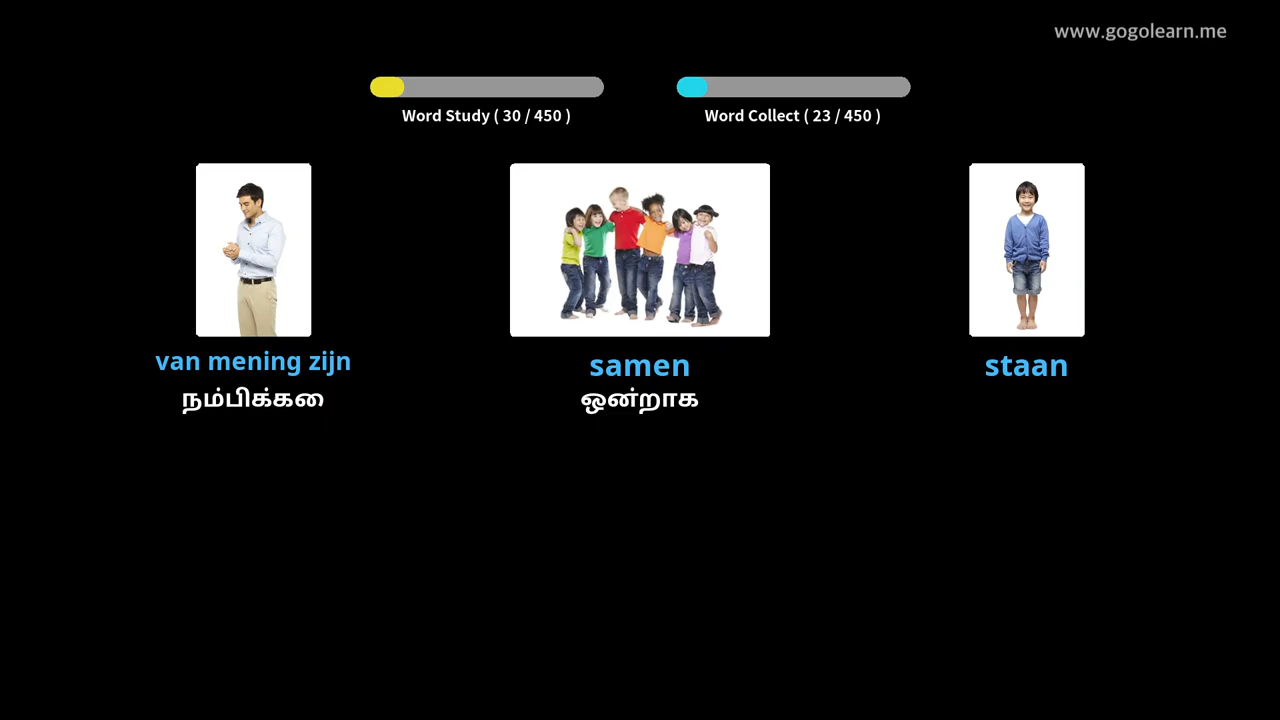 www.gogolearn.me
Word Study ( 30 / 450 )
Word Collect ( 23 / 450 )
van mening zijn
நம்பிக்கை
samen
ஒன்றாக
staan